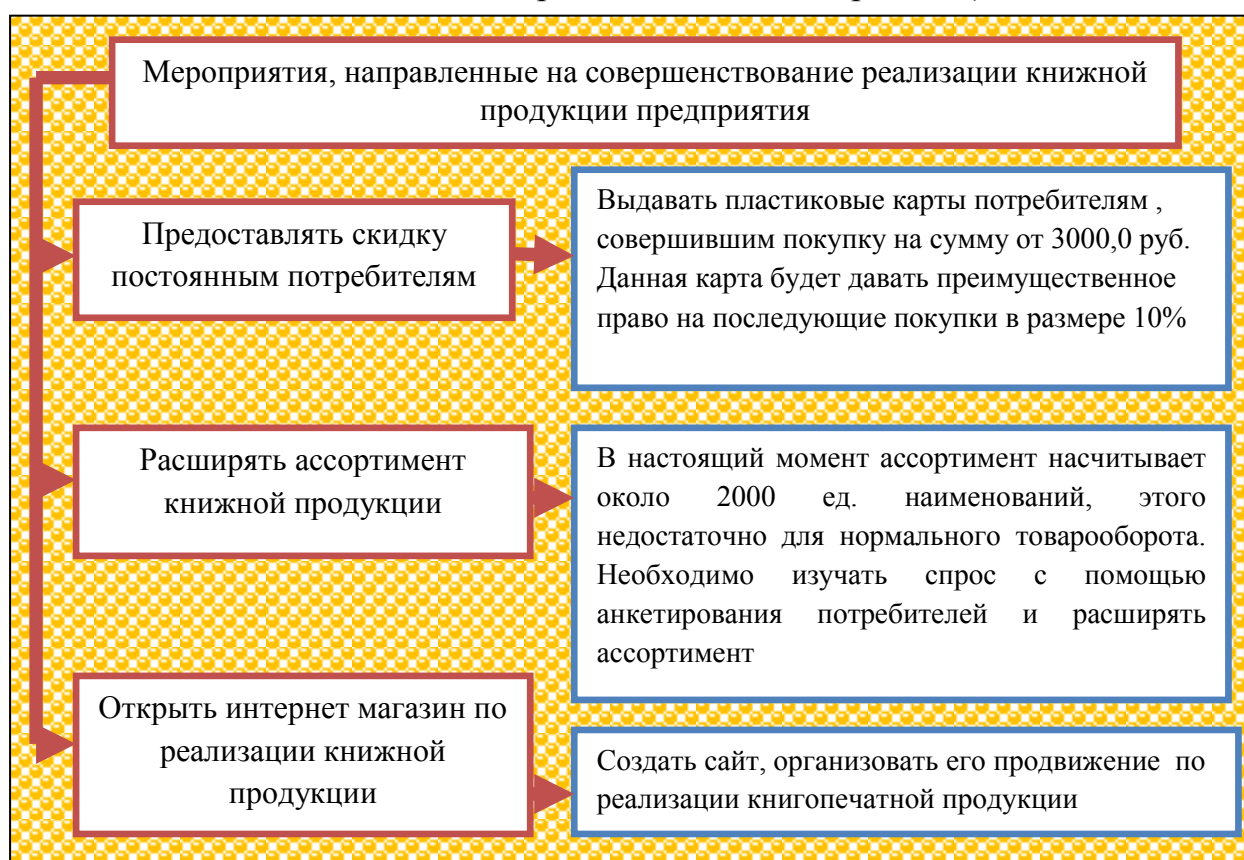 Мероприятия, направленные на совершенствование реализации книжной
продукции предприятия
Предоставлять скидку
постоянным потребителям
Выдавать пластиковые карты потребителям ,
совершившим покупку на сумму от 3000,0 руб.
Данная карта будет давать преимущественное
право на последующие покупки в размере 10%
Расширять ассортимент
книжной продукции
В настоящий момент ассортимент насчитывает
около 2000 ед. наименований, этого
недостаточно для нормального товарооборота.
Необходимо изучать спрос с помощью
анкетирования потребителей и расширять
ассортимент
Открыть интернет магазин по
реализации книжной
продукции
Создать сайт, организовать его продвижение по
реализации книгопечатной продукции